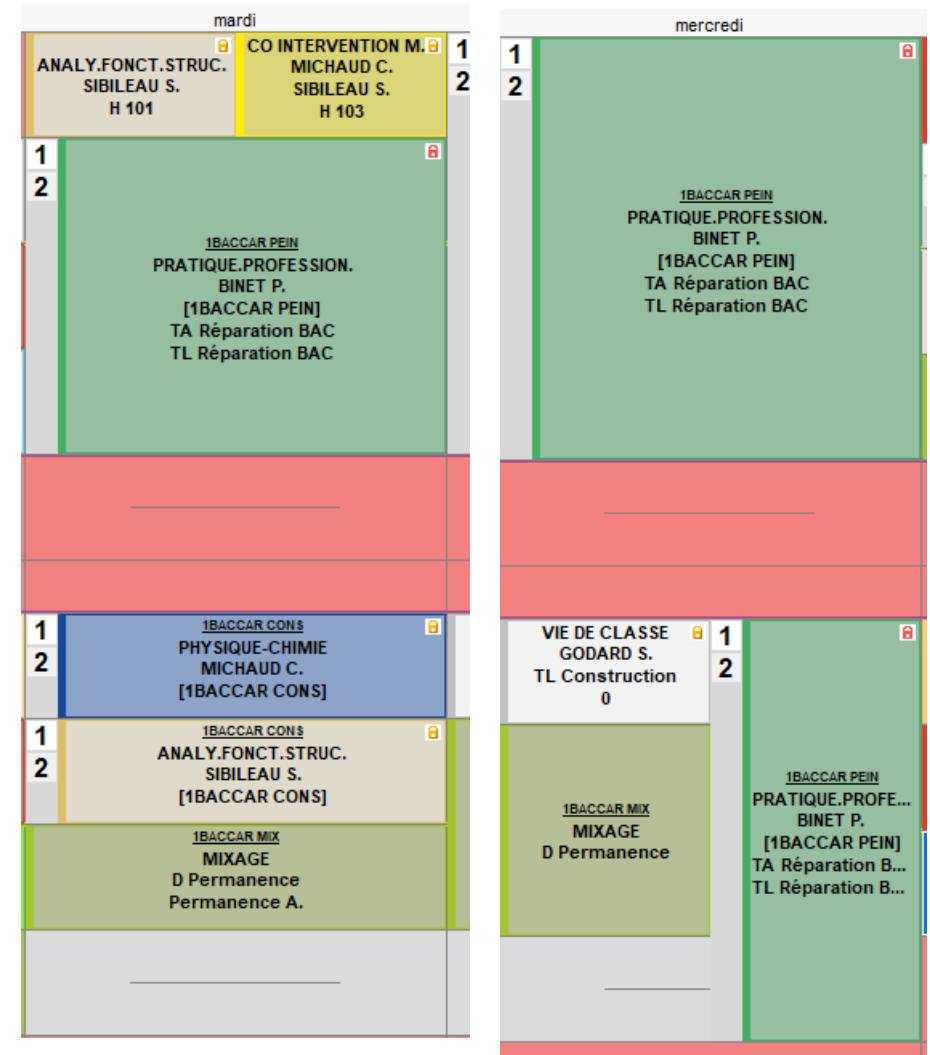 mardi
ANALY.FONCT.STRUC.
SIBILEAU S.
H 101
CO INTERVENTION M.
MICHAUD C.
SIBILEAU S.
H 103
1
2
1
2
1BACCAR PEIN
PRATIQUE.PROFESSION.
BINET P.
[1BACCAR PEIN]
TA Réparation BAC
TL Réparation BAC
1
2
1BACCAR CONS
PHYSIQUE-CHIMIE
MICHAUD C.
[1BACCAR CONS]
1
2
1BACCAR CONS
ANALY.FONCT.STRUC.
SIBILEAU S.
[1BACCAR CONS]
1BACCAR MIX
MIXAGE
D Permanence
Permanence A.
mercredi
1
2
1BACCAR PEIN
PRATIQUE.PROFESSION.
BINET P.
[1BACCAR PEIN]
TA Réparation BAC
TL Réparation BAC
VIE DE CLASSE
GODARD S.
TL Construction
0
1BACCAR MIX
MIXAGE
D Permanence
1
2
1BACCAR PEIN
PRATIQUE.PROFE...
BINET P.
[1BACCAR PEIN]
TA Réparation B...
TL Réparation B...